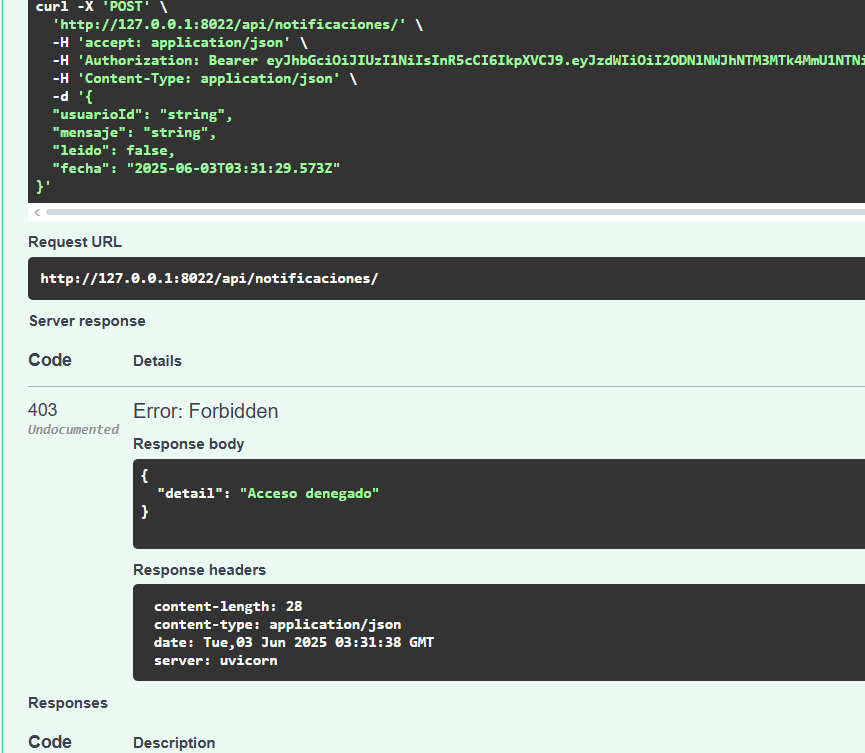 curl -X 'POST' \
'http://127.0.0.1:8022/api/notificaciones/' \
-H 'accept: application/json' \
-H 'Authorization: Bearer eyJhbGciOiJIUzI1NiIsInR5cCI6IkpXVCJ9.eyJzdWIiOiI2ODN1NWJhNTM3MTk4MmU1NTNi
-H 'Content-Type: application/json' \
-d '{
"usuarioId": "string",
"mensaje": "string",
"leido": false,
"fecha": "2025-06-03T03:31:29.573Z"
}'
Request URL
http://127.0.0.1:8022/api/notificaciones/
Server response
Code Details
403 Error: Forbidden
Undocumented
Response body
{
"detail": "Acceso denegado"
}
Response headers
content-length: 28
content-type: application/json
date: Tue,03 Jun 2025 03:31:38 GMT
server: uvicorn
Responses
Code Description